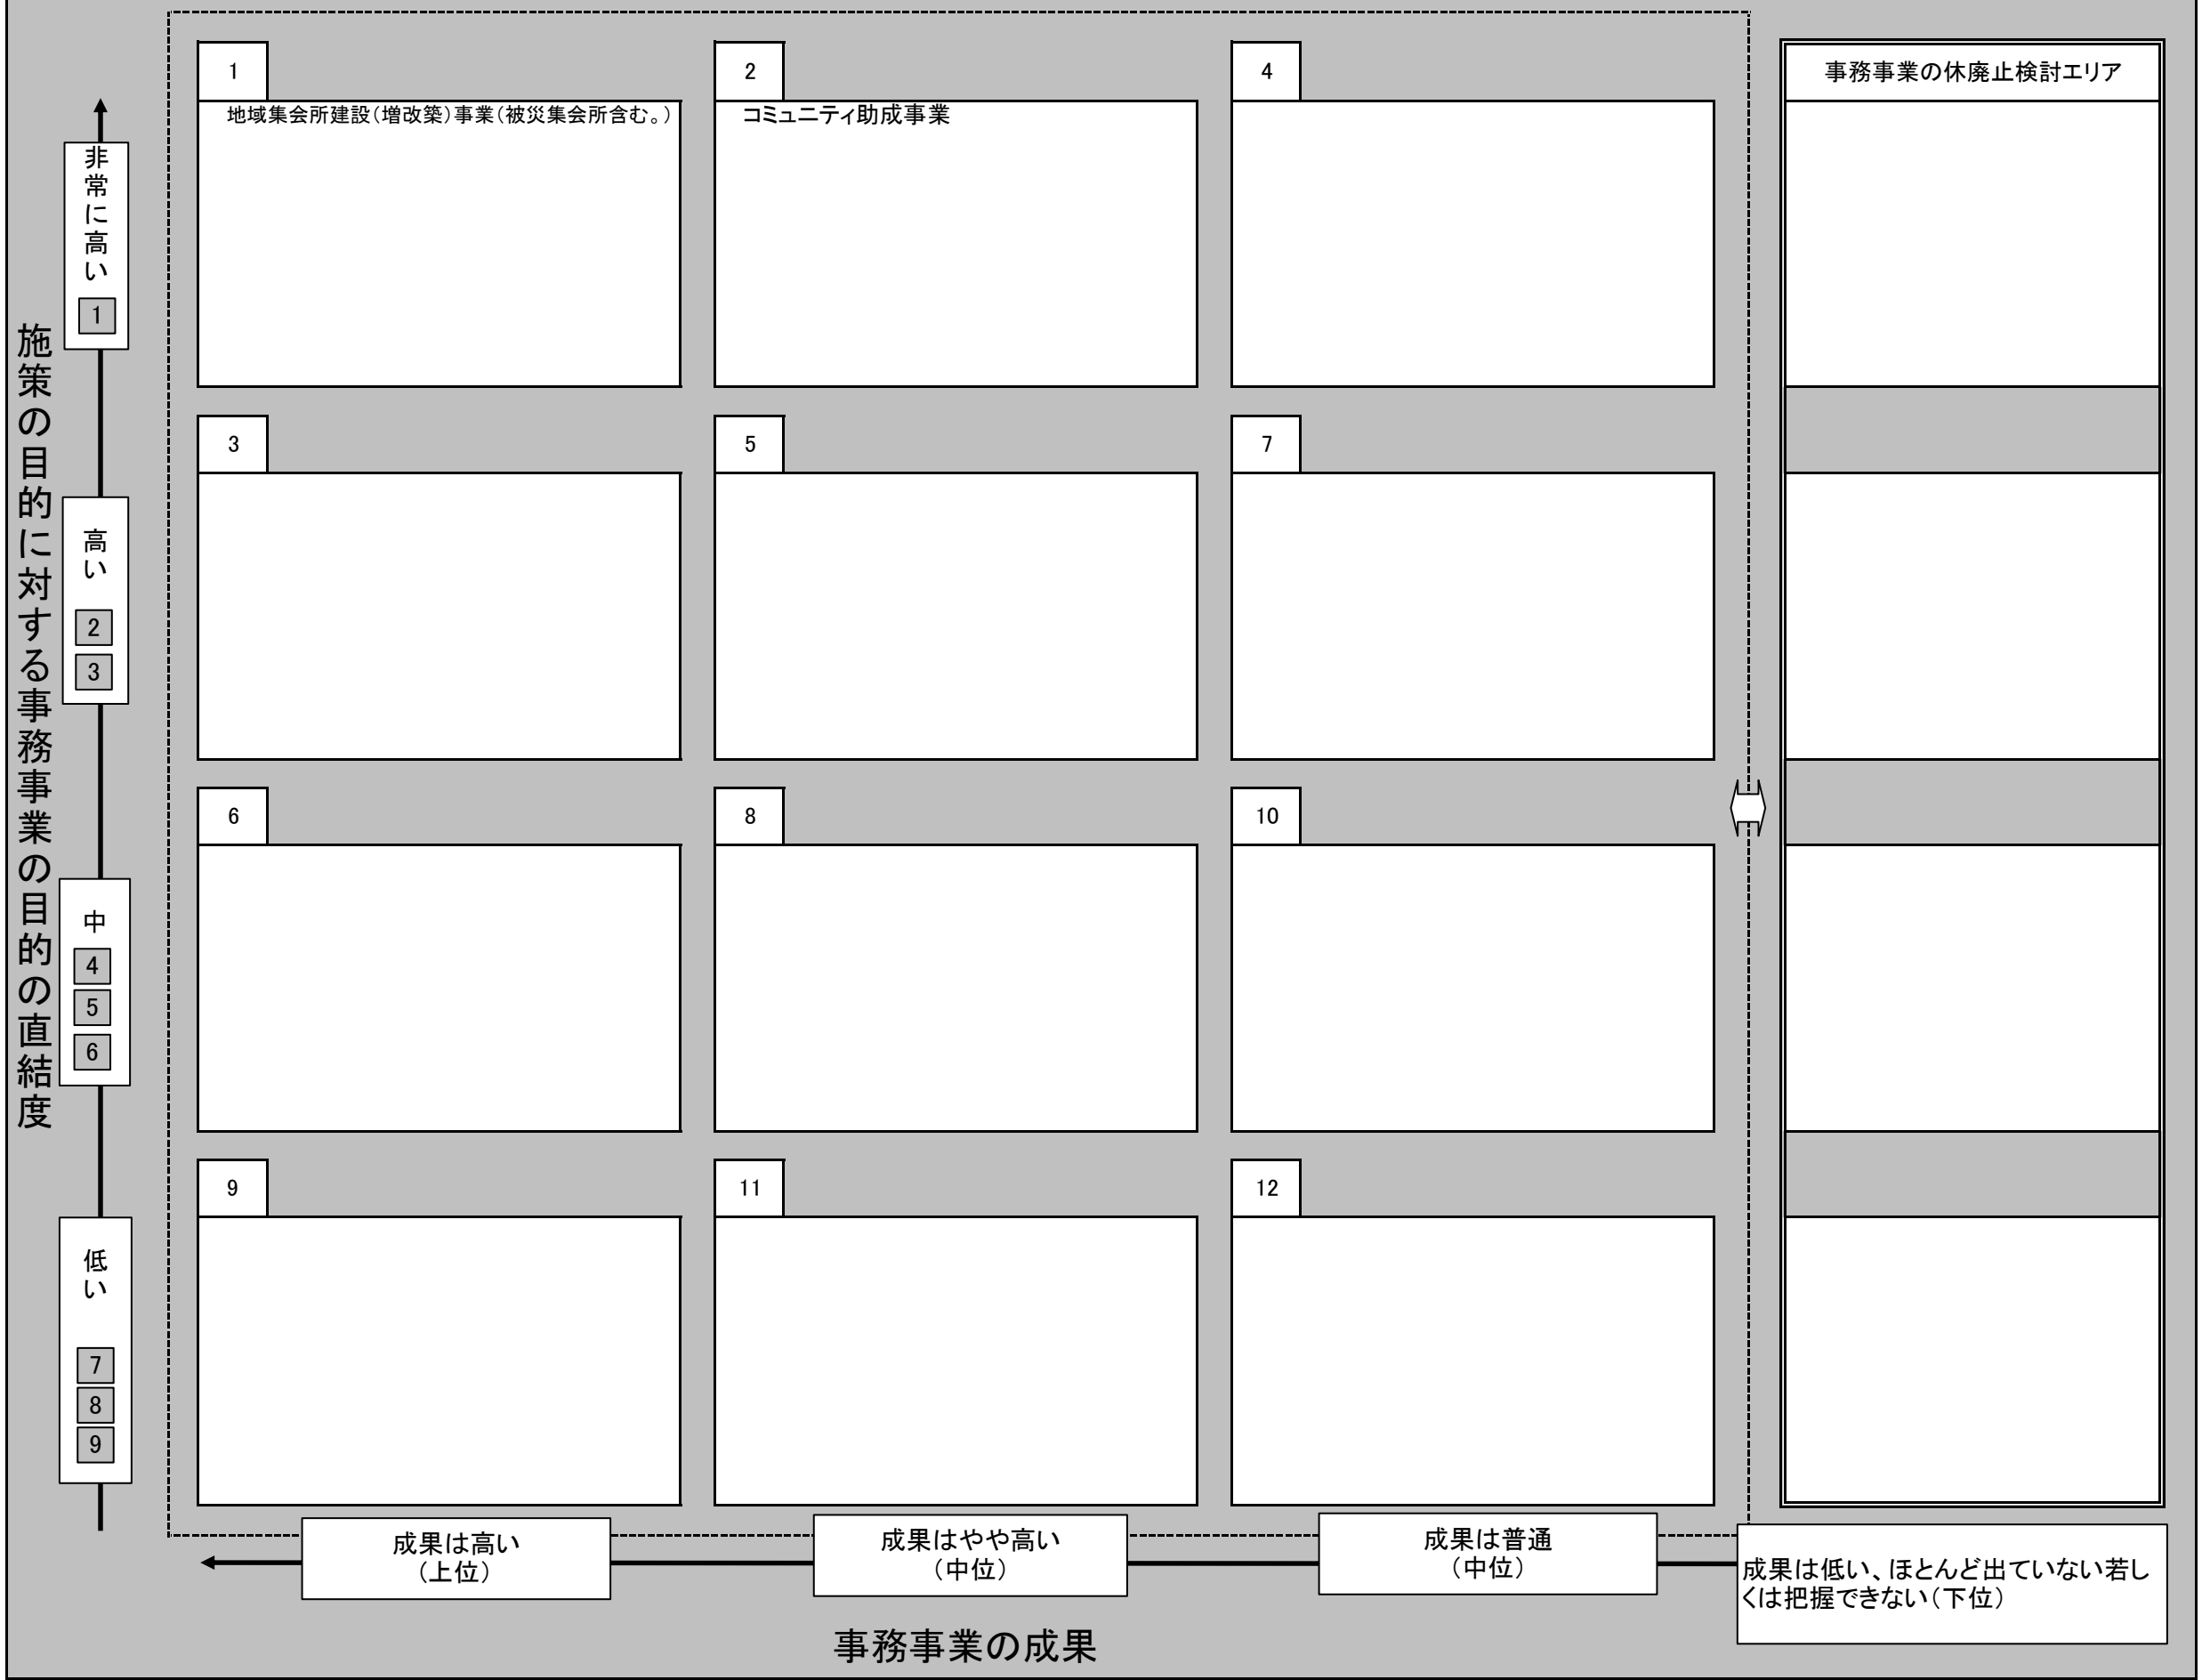 1
2
4
事務事業の休廃止検討エリア
地域集会所建設(増改築)事業(被災集会所含む。)
コミュニティ助成事業
非常に高い
1
施策の目的に対する事務事業の目的の直結度
3
5
7
高い
2
3
6
8
10
中
4
5
6
9
11
12
低い
7
8
9
成果は高い
(上位)
成果はやや高い
(中位)
成果は普通
(中位)
成果は低い、ほとんど出ていない若し
くは把握できない(下位)
事務事業の成果